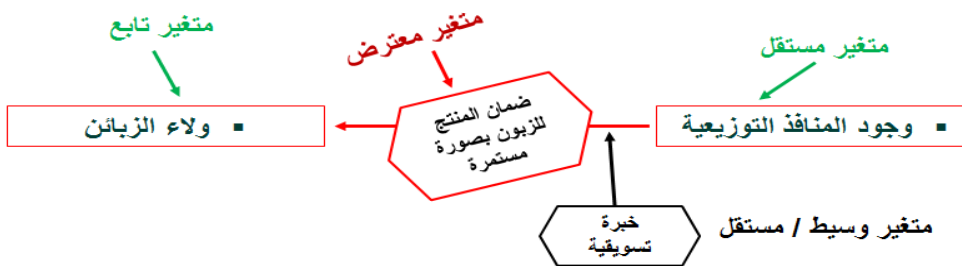 متغير مستقل
متغير معترض
متغير تابع
▪ وجود المنافذ التوزيعية
ضمان المنتج
للزبون بصورة
مستمرة
▪ ولاء الزبائن
متغير وسيط / مستقل
خبرة
تسويقية